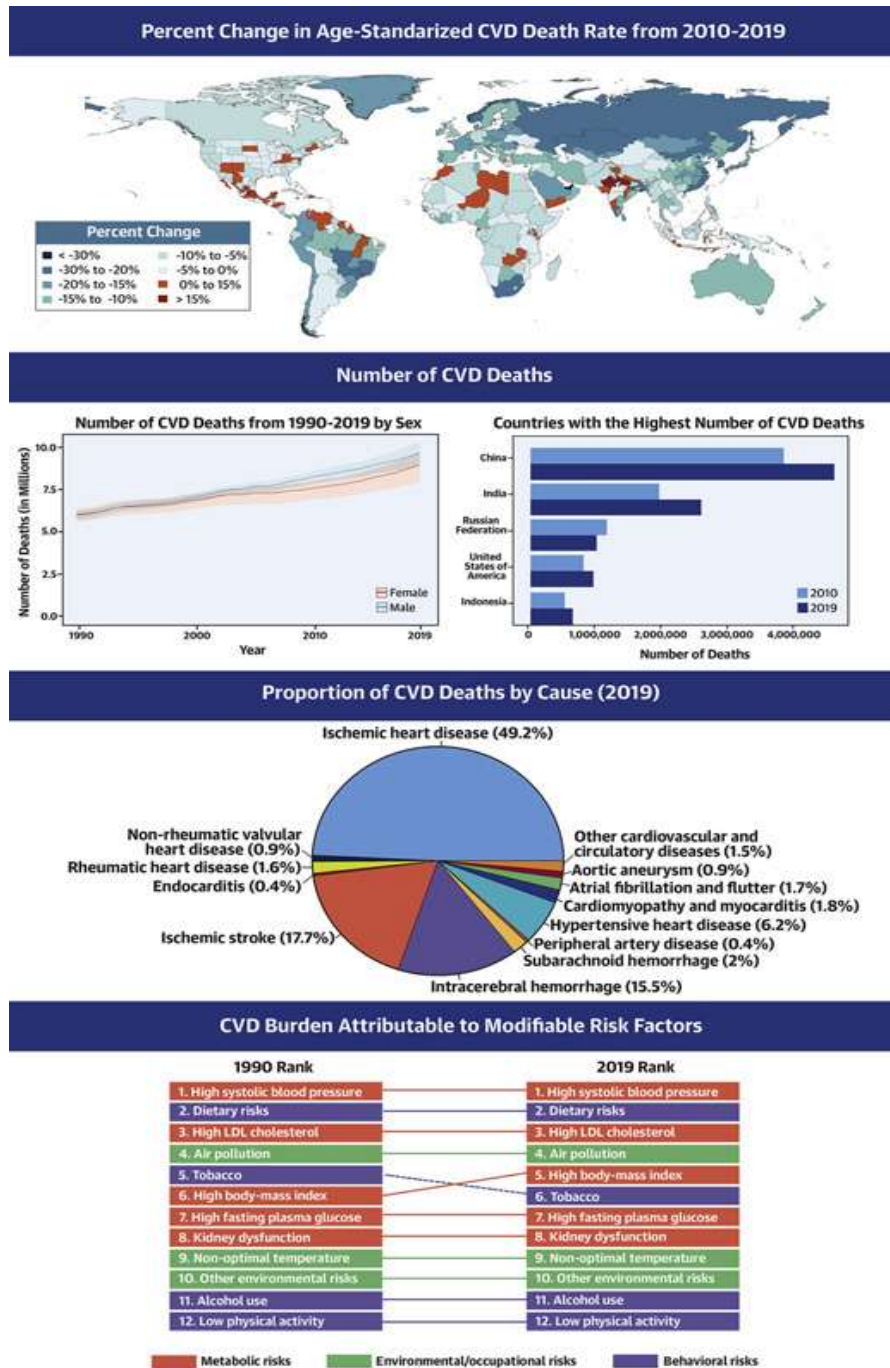 Percent Change in Age-Standarized CVD Death Rate from 2010-2019
Percent Change
< -30%
-30% to -20%
-20% to -15%
-15% to -10%
-10% to -5%
-5% to 0%
0% to 15%
> 15%
Number of CVD Deaths
Number of CVD Deaths from 1990-2019 by Sex
Number of Deaths (in Millions)
10.0
7.5
5.0
2.5
0.0
1990
2000
2010
2019
Year
Female
Male
Countries with the Highest Number of CVD Deaths
China
India
Russian
Federation
United
States of
America
Indonesia
2010
2019
0
1,000,000
2,000,000
3,000,000
4,000,000
Number of Deaths
Proportion of CVD Deaths by Cause (2019)
Ischemic heart disease (49.2%)
Non-rheumatic valvular
heart disease (0.9%)
Rheumatic heart disease (1.6%)
Endocarditis (0.4%)
Ischemic stroke (17.7%)
Other cardiovascular and
circulatory diseases (1.5%)
Aortic aneurysm (0.9%)
Atrial fibrillation and flutter (1.7%)
Cardiomyopathy and myocarditis (1.8%)
Hypertensive heart disease (6.2%)
Peripheral artery disease (0.4%)
Subarachnoid hemorrhage (2%)
Intracerebral hemorrhage (15.5%)
CVD Burden Attributable to Modifiable Risk Factors
1990 Rank
1. High systolic blood pressure
2. Dietary risks
3. High LDL cholesterol
4. Air pollution
5. Tobacco
6. High body-mass index
7. High fasting plasma glucose
8. Kidney dysfunction
9. Non-optimal temperature
10. Other environmental risks
11. Alcohol use
12. Low physical activity
2019 Rank
1. High systolic blood pressure
2. Dietary risks
3. High LDL cholesterol
4. Air pollution
5. High body-mass index
6. Tobacco
7. High fasting plasma glucose
8. Kidney dysfunction
9. Non-optimal temperature
10. Other environmental risks
11. Alcohol use
12. Low physical activity
Metabolic risks
Environmental/occupational risks
Behavioral risks